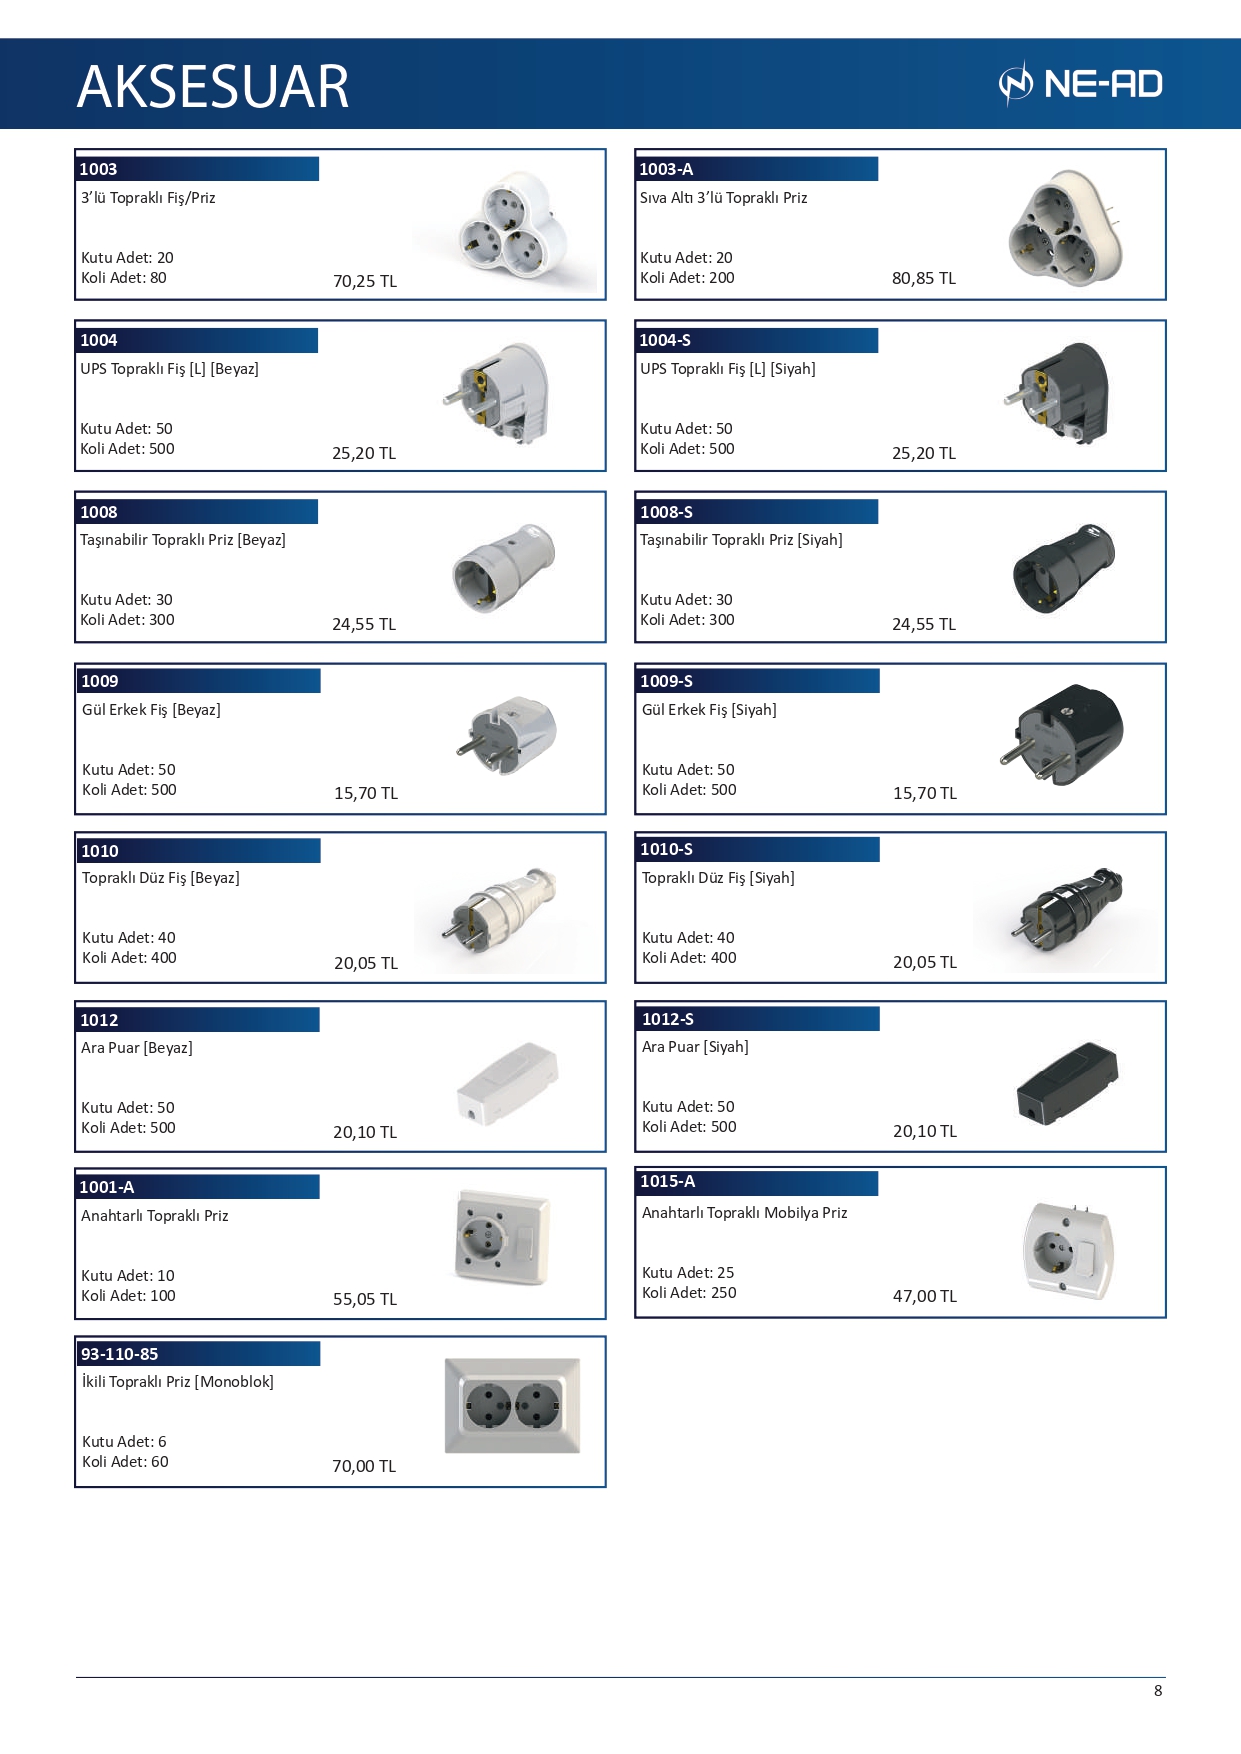 AKSESUAR
NE-AD
1003
3’lü Topraklı Fiş/Priz
Kutu Adet: 20
Koli Adet: 80
70,25 TL
1003-A
Sıva Altı 3’lü Topraklı Priz
Kutu Adet: 20
Koli Adet: 200
80,85 TL
1004
UPS Topraklı Fiş [L] [Beyaz]
Kutu Adet: 50
Koli Adet: 500
25,20 TL
1004-S
UPS Topraklı Fiş [L] [Siyah]
Kutu Adet: 50
Koli Adet: 500
25,20 TL
1008
Taşınabilir Topraklı Priz [Beyaz]
Kutu Adet: 30
Koli Adet: 300
24,55 TL
1008-S
Taşınabilir Topraklı Priz [Siyah]
Kutu Adet: 30
Koli Adet: 300
24,55 TL
1009
Gül Erkek Fiş [Beyaz]
Kutu Adet: 50
Koli Adet: 500
15,70 TL
1009-S
Gül Erkek Fiş [Siyah]
Kutu Adet: 50
Koli Adet: 500
15,70 TL
1010
Topraklı Düz Fiş [Beyaz]
Kutu Adet: 40
Koli Adet: 400
20,05 TL
1010-S
Topraklı Düz Fiş [Siyah]
Kutu Adet: 40
Koli Adet: 400
20,05 TL
1012
Ara Puar [Beyaz]
Kutu Adet: 50
Koli Adet: 500
20,10 TL
1012-S
Ara Puar [Siyah]
Kutu Adet: 50
Koli Adet: 500
20,10 TL
1001-A
Anahtarlı Topraklı Priz
Kutu Adet: 10
Koli Adet: 100
55,05 TL
1015-A
Anahtarlı Topraklı Mobilya Priz
Kutu Adet: 25
Koli Adet: 250
47,00 TL
93-110-85
İkili Topraklı Priz [Monoblok]
Kutu Adet: 6
Koli Adet: 60
70,00 TL
8